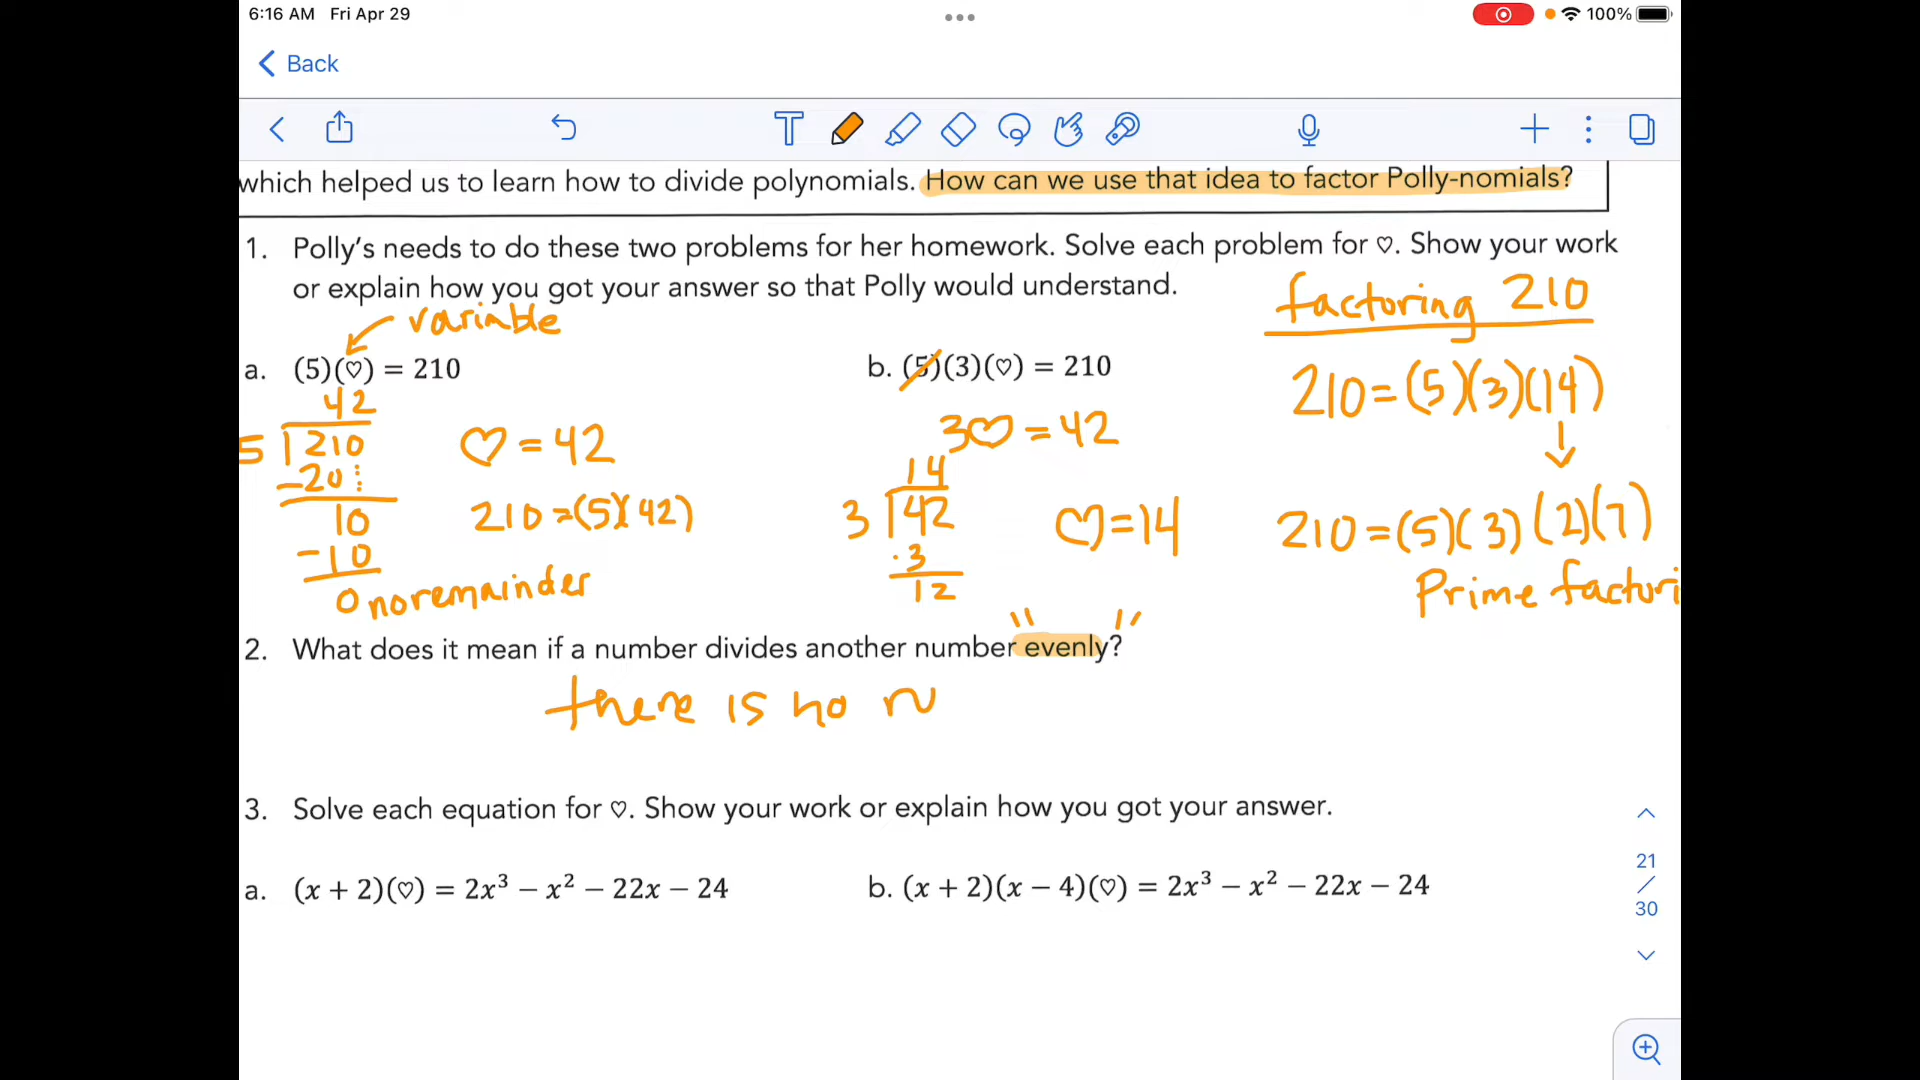 6:16 AM Fri Apr 29
100%
Back
which helped us to learn how to divide polynomials. How can we use that idea to factor Polly-nomials?
1. Polly's needs to do these two problems for her homework. Solve each problem for ♡. Show your work
or explain how you got your answer so that Polly would understand.
variable
factoring 210
a. (5)(♡) = 210
b. (5)(3)(♡) = 210
210=(5)(3)(14)
42
5 210
-20
10
-10
0 no remainder
♡=42
210=(5)(42)
3♡=42
14
3 42
-3
12
♡=14
210=(5)(3)(2)(7)
Prime factori
2. What does it mean if a number divides another number "evenly"?
there is no
3. Solve each equation for ♡. Show your work or explain how you got your answer.
a. (x + 2)(♡) = 2x³ − x² − 22x − 24
b. (x + 2)(x − 4)(♡) = 2x³ − x² − 22x − 24
21
/
30